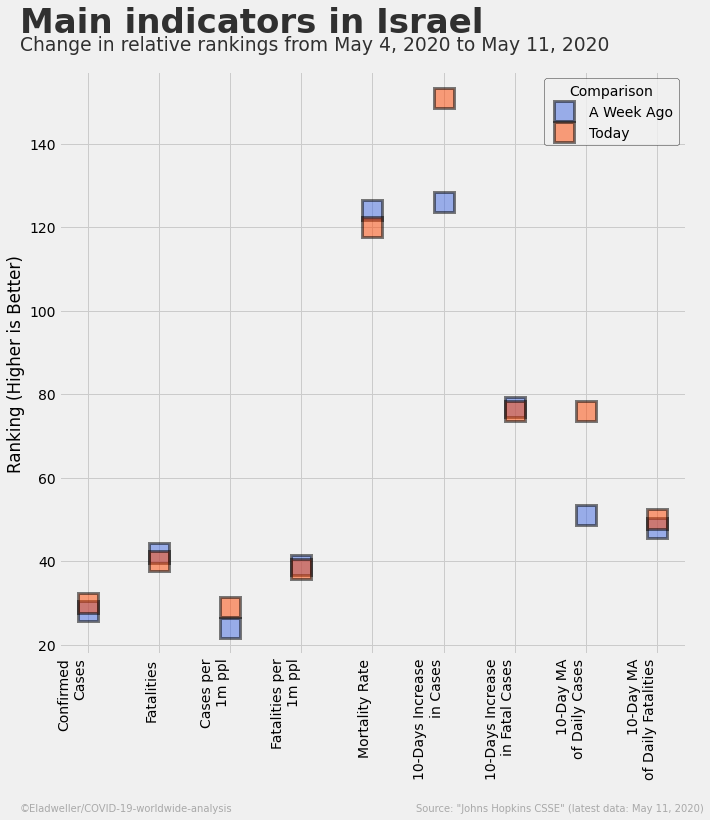 Main indicators in Israel
Change in relative rankings from May 4, 2020 to May 11, 2020
Comparison
A Week Ago
Today
Ranking (Higher is Better)
140
120
100
80
60
40
20
Confirmed
Cases
Fatalities
Cases per
1m ppl
Fatalities per
1m ppl
Mortality Rate
10-Days Increase
in Cases
10-Days Increase
in Fatal Cases
10-Day MA
of Daily Cases
10-Day MA
of Daily Fatalities
©Eladweller/COVID-19-worldwide-analysis
Source: "Johns Hopkins CSSE" (latest data: May 11, 2020)